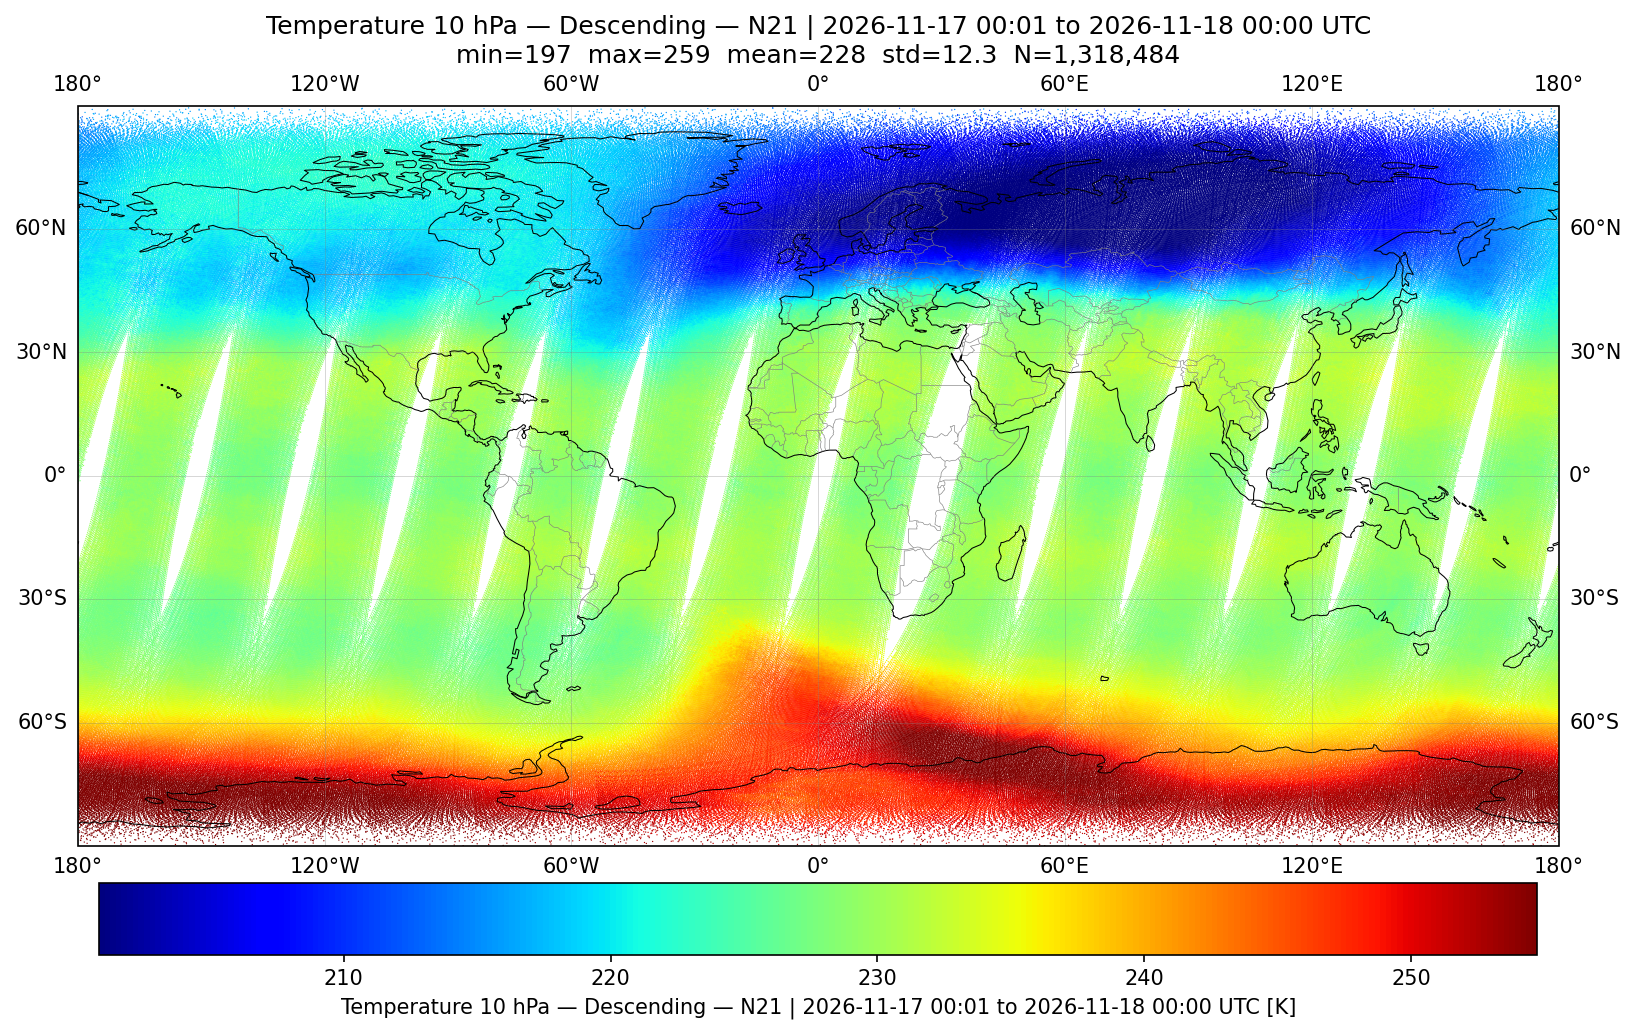 Temperature 10 hPa — Descending — N21 | 2026-11-17 00:01 to 2026-11-18 00:00 UTC
min=197  max=259  mean=228  std=12.3  N=1,318,484
180° 120°W 60°W 0° 60°E 120°E 180°
60°N 60°N
30°N 30°N
0° 0°
30°S 30°S
60°S 60°S
180° 120°W 60°W 0° 60°E 120°E 180°
210 220 230 240 250
Temperature 10 hPa — Descending — N21 | 2026-11-17 00:01 to 2026-11-18 00:00 UTC [K]